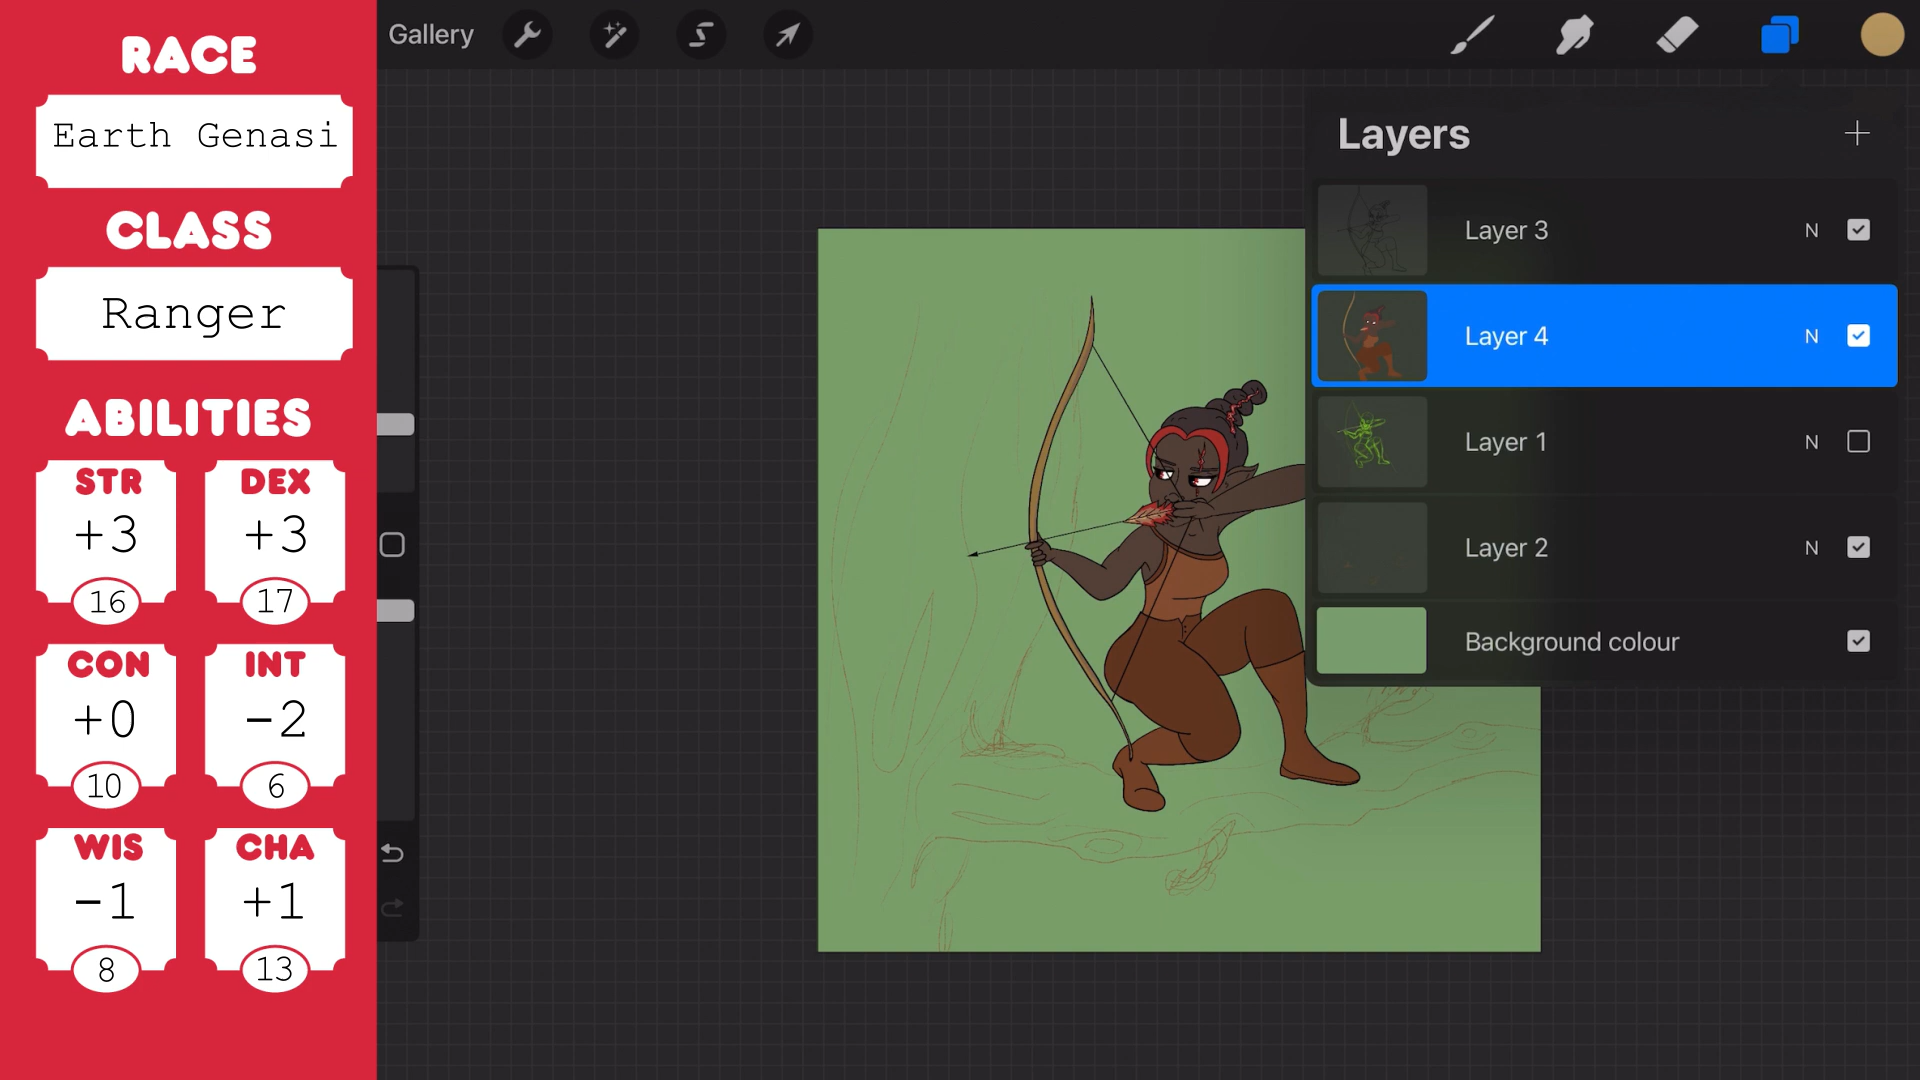 RACE
Earth Genasi
CLASS
Ranger
ABILITIES
STR DEX
+3 +3
16 17
CON INT
+0 -2
10 6
WIS CHA
-1 +1
8 13
Gallery
Layers
Layer 3 N
Layer 4 N
Layer 1 N
Layer 2 N
Background colour